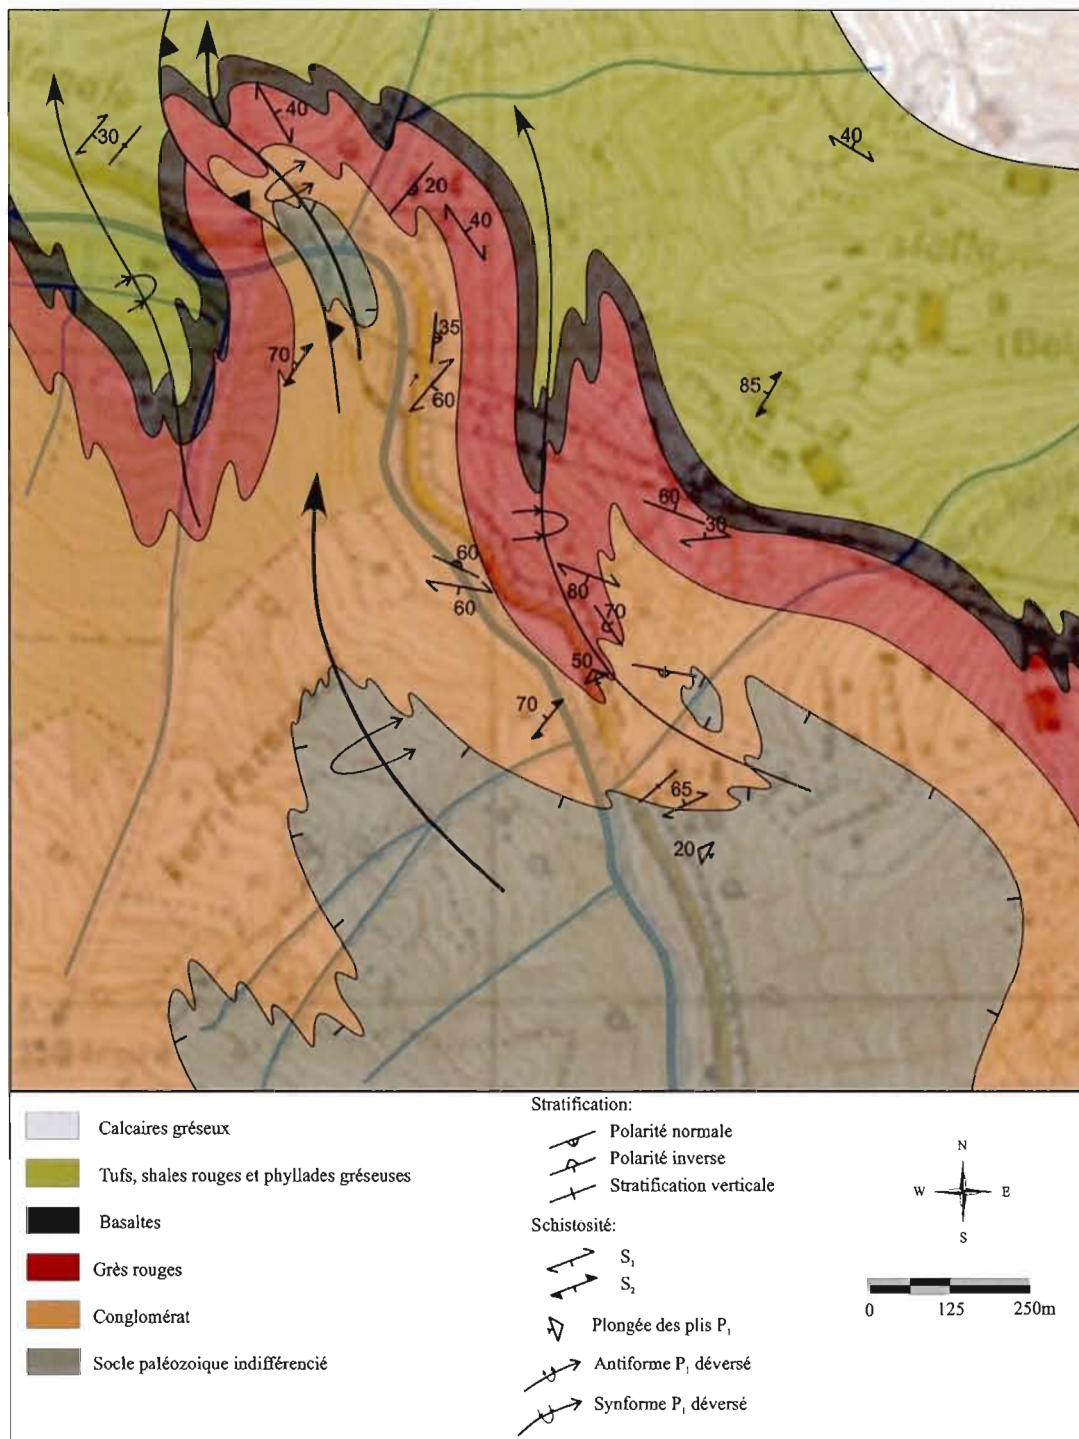 30
40
40
20
40
35
70
60
85
60
30
60
60
80
70
50
70
65
20
Calcaires gréseux
Tufs, shales rouges et phyllades gréseuses
Basaltes
Grès rouges
Conglomérat
Socle paléozoique indifférencié
Stratification:
Polarité normale
Polarité inverse
Stratification verticale
Schistosité:
S₁
S₂
Plongée des plis P₁
Antiforme P₁ déversé
Synforme P₁ déversé
N
W E
S
0 125 250m